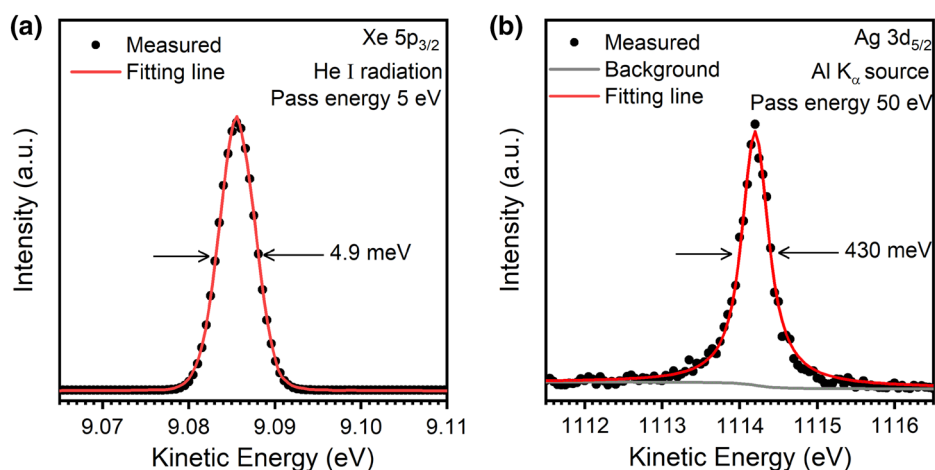 (a)
Measured
Fitting line
Xe 5p3/2
He I radiation
Pass energy 5 eV
4.9 meV
Intensity (a.u.)
9.07 9.08 9.09 9.10 9.11
Kinetic Energy (eV)
(b)
Measured
Background
Fitting line
Ag 3d5/2
Al Kα source
Pass energy 50 eV
430 meV
Intensity (a.u.)
1112 1113 1114 1115 1116
Kinetic Energy (eV)